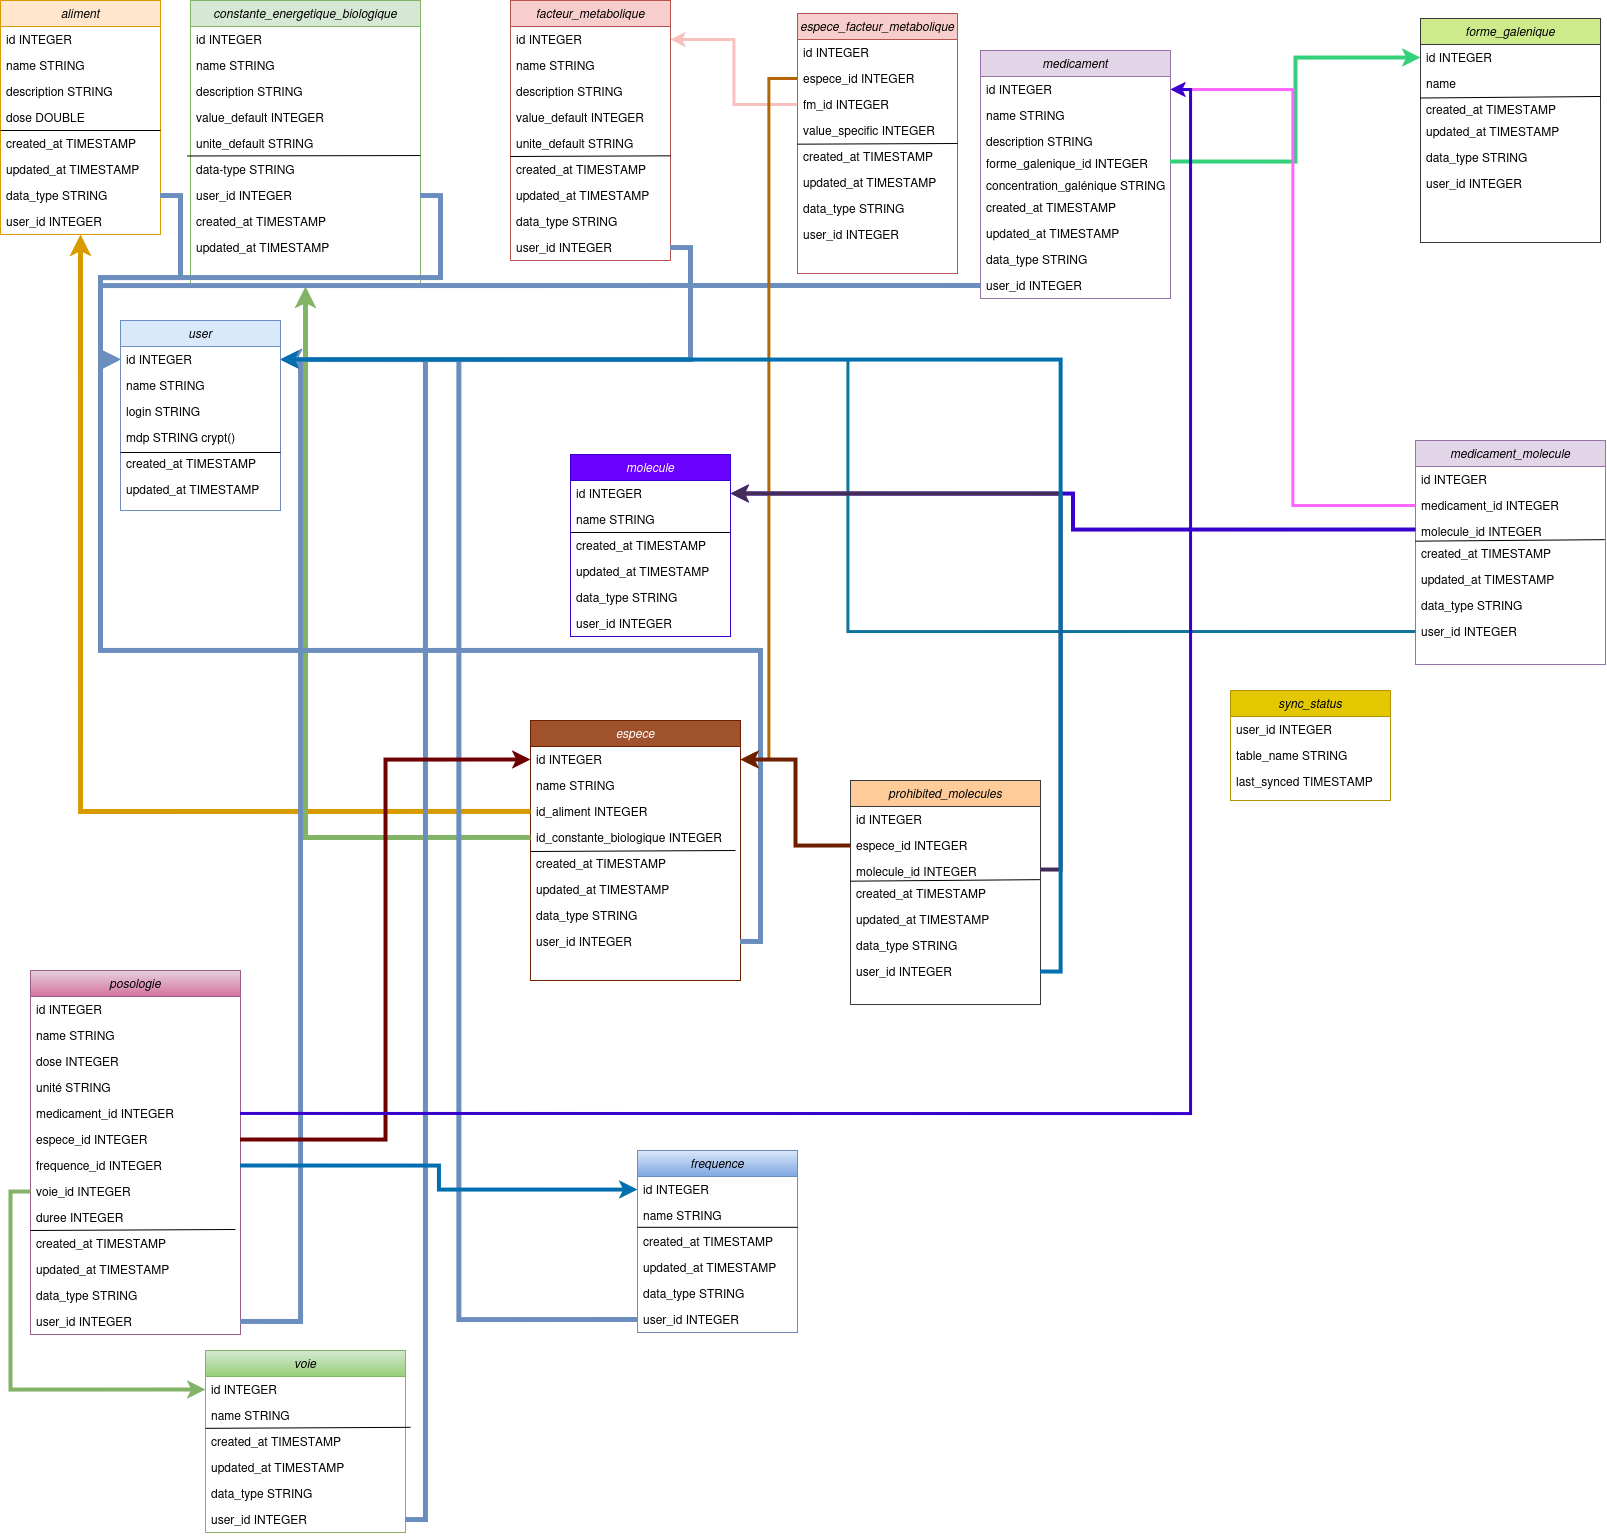 aliment
id INTEGER
name STRING
description STRING
dose DOUBLE
created_at TIMESTAMP
updated_at TIMESTAMP
data_type STRING
user_id INTEGER
constante_energetique_biologique
id INTEGER
name STRING
description STRING
value_default INTEGER
unite_default STRING
data-type STRING
user_id INTEGER
created_at TIMESTAMP
updated_at TIMESTAMP
facteur_metabolique
id INTEGER
name STRING
description STRING
value_default INTEGER
unite_default STRING
created_at TIMESTAMP
updated_at TIMESTAMP
data_type STRING
user_id INTEGER
espece_facteur_metabolique
id INTEGER
espece_id INTEGER
fm_id INTEGER
value_specific INTEGER
created_at TIMESTAMP
updated_at TIMESTAMP
data_type STRING
user_id INTEGER
medicament
id INTEGER
name STRING
description STRING
forme_galenique_id INTEGER
concentration_galénique STRING
created_at TIMESTAMP
updated_at TIMESTAMP
data_type STRING
user_id INTEGER
forme_galenique
id INTEGER
name
created_at TIMESTAMP
updated_at TIMESTAMP
data_type STRING
user_id INTEGER
user
id INTEGER
name STRING
login STRING
mdp STRING crypt()
created_at TIMESTAMP
updated_at TIMESTAMP
molecule
id INTEGER
name STRING
created_at TIMESTAMP
updated_at TIMESTAMP
data_type STRING
user_id INTEGER
medicament_molecule
id INTEGER
medicament_id INTEGER
molecule_id INTEGER
created_at TIMESTAMP
updated_at TIMESTAMP
data_type STRING
user_id INTEGER
sync_status
user_id INTEGER
table_name STRING
last_synced TIMESTAMP
espece
id INTEGER
name STRING
id_aliment INTEGER
id_constante_biologique INTEGER
created_at TIMESTAMP
updated_at TIMESTAMP
data_type STRING
user_id INTEGER
prohibited_molecules
id INTEGER
espece_id INTEGER
molecule_id INTEGER
created_at TIMESTAMP
updated_at TIMESTAMP
data_type STRING
user_id INTEGER
posologie
id INTEGER
name STRING
dose INTEGER
unité STRING
medicament_id INTEGER
espece_id INTEGER
frequence_id INTEGER
voie_id INTEGER
duree INTEGER
created_at TIMESTAMP
updated_at TIMESTAMP
data_type STRING
user_id INTEGER
frequence
id INTEGER
name STRING
created_at TIMESTAMP
updated_at TIMESTAMP
data_type STRING
user_id INTEGER
voie
id INTEGER
name STRING
created_at TIMESTAMP
updated_at TIMESTAMP
data_type STRING
user_id INTEGER